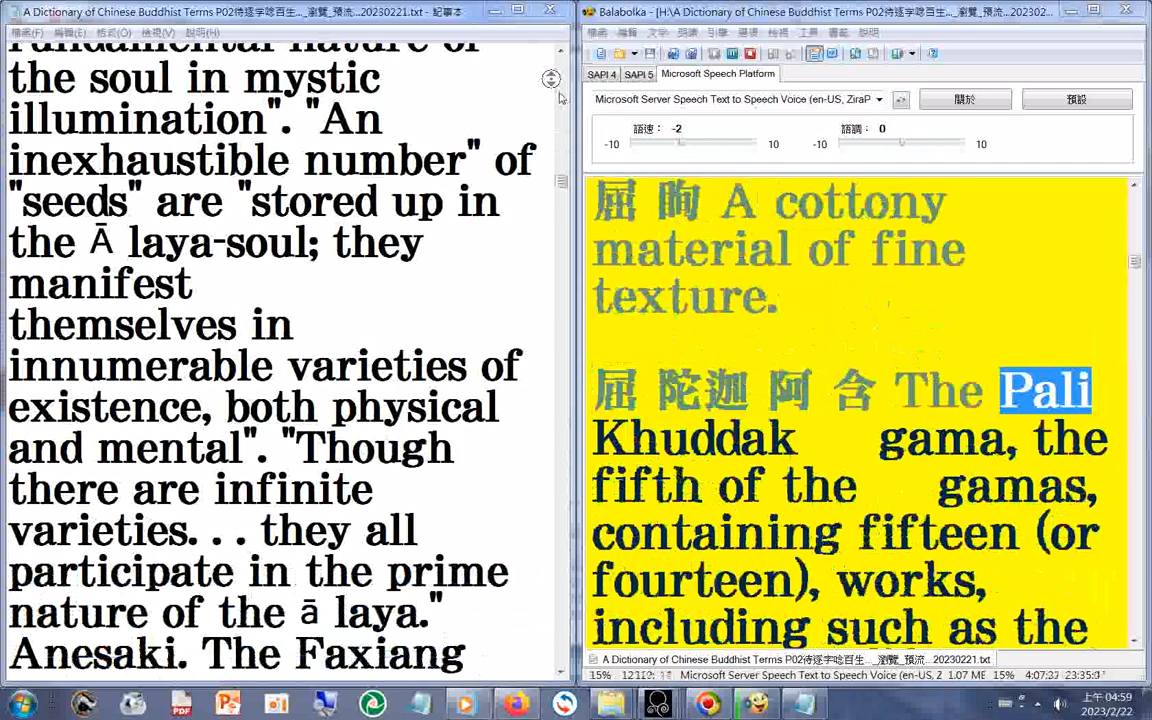 A Dictionary of Chinese Buddhist Terms P02待逐字唸百生..._瀏覽_預流...20230221.txt - 記事本
檔案(F) 編輯(E) 格式(O) 檢視(V) 說明(H)
Fundamental nature of
the soul in mystic
illumination". "An
inexhaustible number" of
"seeds" are "stored up in
the Ā laya-soul; they
manifest
themselves in
innumerable varieties of
existence, both physical
and mental". "Though
there are infinite
varieties. . . they all
participate in the prime
nature of the ā laya."
Anesaki. The Faxiang
Balabolka - [H:\A Dictionary of Chinese Buddhist Terms P02待逐字唸百生..._瀏覽_預流...202302...
檔案 編輯 文字 朗讀 引擎 選項 檢視 工具 書籤 說明
SAPI 4 SAPI 5 Microsoft Speech Platform
Microsoft Server Speech Text to Speech Voice (en-US, ZiraP 關於 預設
語速: -2 語調: 0
-10 10 -10 10
屈 眴 A cottony
material of fine
texture.
屈 陀迦 阿 含 The Pali
Khuddak gama, the
fifth of the gamas,
containing fifteen (or
fourteen), works,
including such as the
A Dictionary of Chinese Buddhist Terms P02待逐字唸百生..._瀏覽_預流...20230221.txt
15% Microsoft Server Speech Text to Speech Voice (en-US, Z 1.07 ME 15%
上午 04:59
2023/2/22